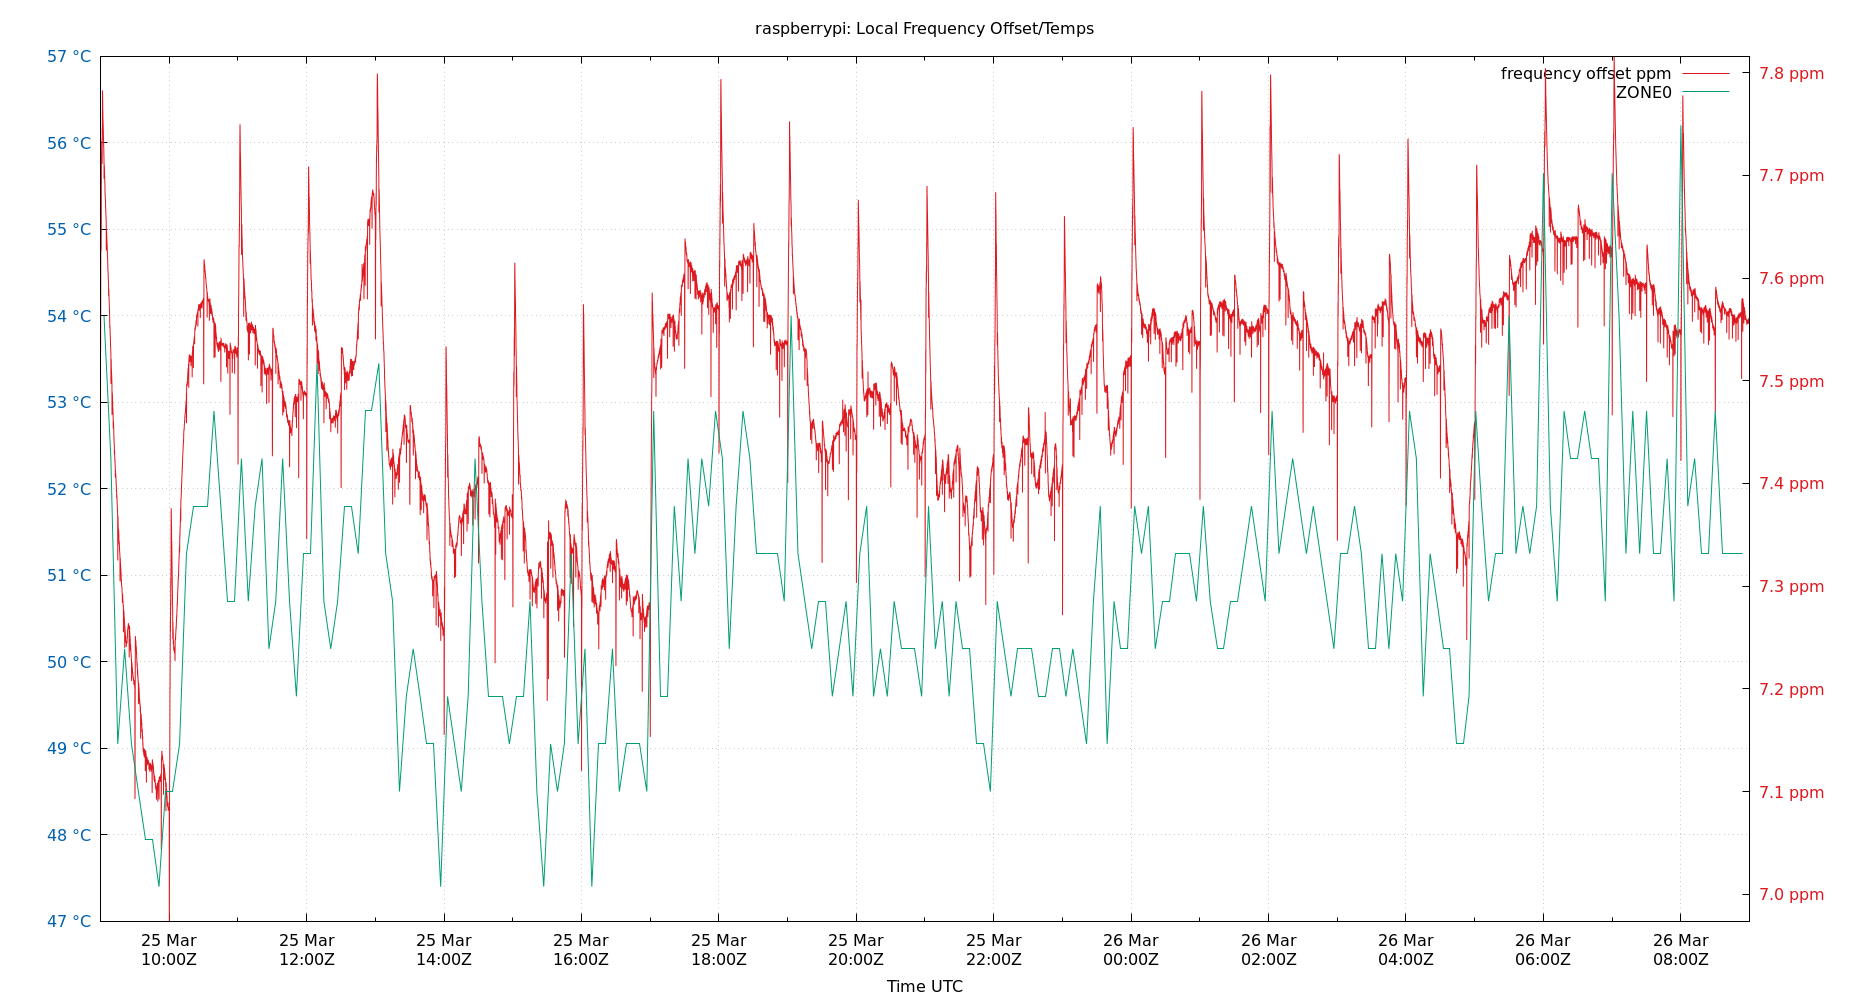 raspberrypi: Local Frequency Offset/Temps
frequency offset ppm
ZONE0
57 °C
56 °C
55 °C
54 °C
53 °C
52 °C
51 °C
50 °C
49 °C
48 °C
47 °C
7.8 ppm
7.7 ppm
7.6 ppm
7.5 ppm
7.4 ppm
7.3 ppm
7.2 ppm
7.1 ppm
7.0 ppm
25 Mar
10:00Z
25 Mar
12:00Z
25 Mar
14:00Z
25 Mar
16:00Z
25 Mar
18:00Z
25 Mar
20:00Z
25 Mar
22:00Z
26 Mar
00:00Z
26 Mar
02:00Z
26 Mar
04:00Z
26 Mar
06:00Z
26 Mar
08:00Z
Time UTC